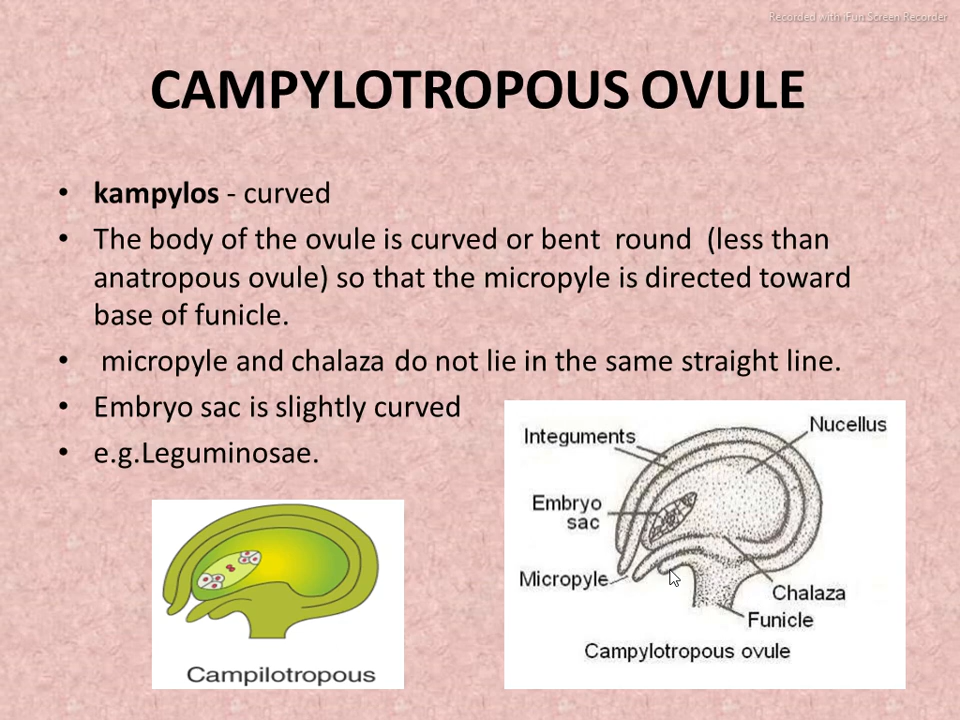 Recorded with iFun Screen Recorder
CAMPYLOTROPOUS OVULE
• kampylos - curved
• The body of the ovule is curved or bent round (less than
anatropous ovule) so that the micropyle is directed toward
base of funicle.
• micropyle and chalaza do not lie in the same straight line.
• Embryo sac is slightly curved
• e.g.Leguminosae.
Campilotropous
Nucellus
Integuments
Embryo
sac
Micropyle
Chalaza
Funicle
Campylotropous ovule